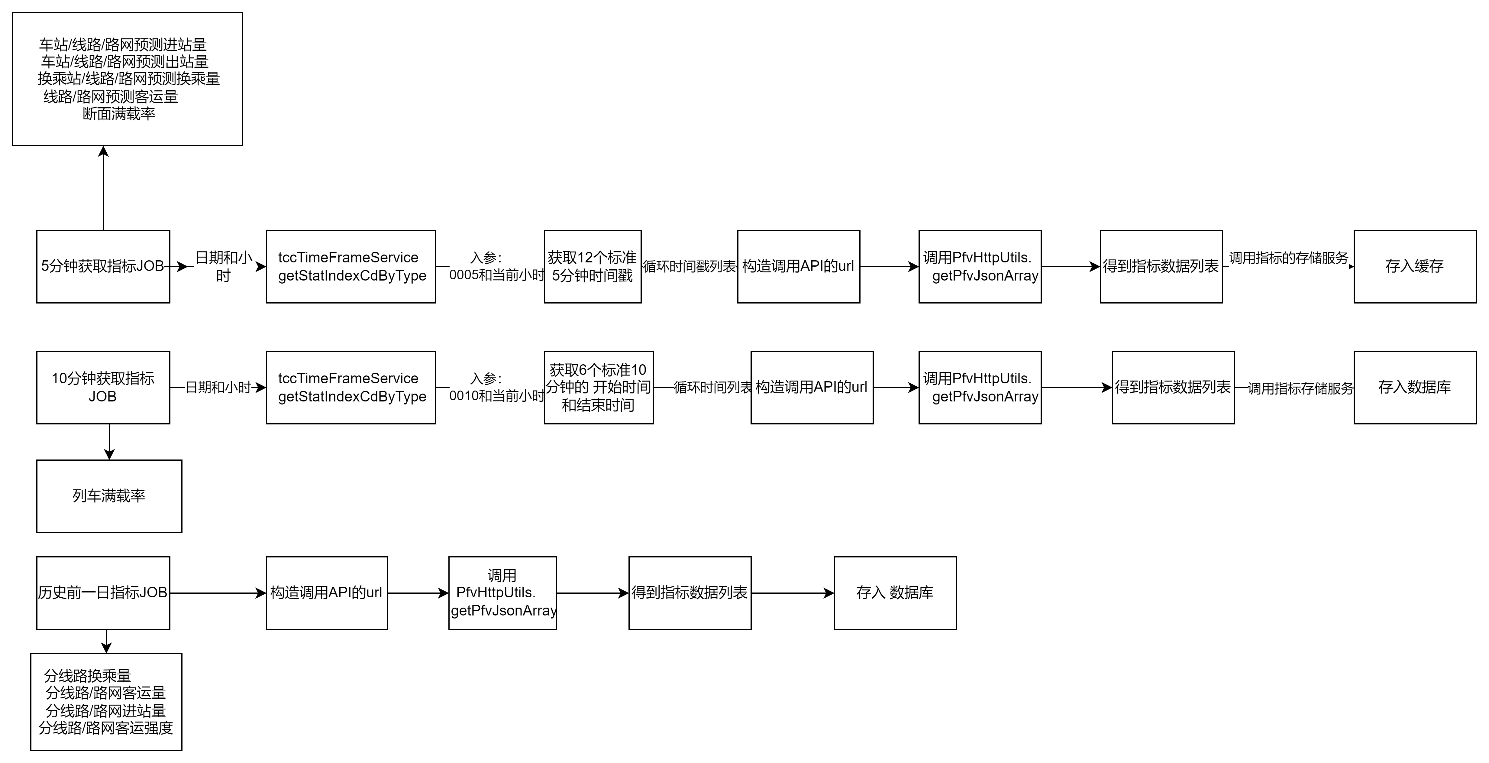 车站/线路/路网预测进站量
车站/线路/路网预测出站量
换乘站/线路/路网预测换乘量
线路/路网预测客运量
断面满载率
5分钟获取指标JOB
日期和小
时
tccTimeFrameService
getStatIndexCdByType
入参：
0005和当前小时
获取12个标准
5分钟时间戳
循环时间戳列表
构造调用API的url
调用PfvHttpUtils.
getPfvJsonArray
得到指标数据列表
调用指标的存储服务
存入缓存
10分钟获取指标
JOB
日期和小时
tccTimeFrameService
getStatIndexCdByType
入参：
0010和当前小时
获取6个标准10
分钟的 开始时间
和结束时间
循环时间列表
构造调用API的url
调用PfvHttpUtils.
getPfvJsonArray
得到指标数据列表
调用指标存储服务
存入数据库
列车满载率
历史前一日指标JOB
构造调用API的url
调用
PfvHttpUtils.
getPfvJsonArray
得到指标数据列表
存入 数据库
分线路换乘量
分线路/路网客运量
分线路/路网进站量
分线路/路网客运强度